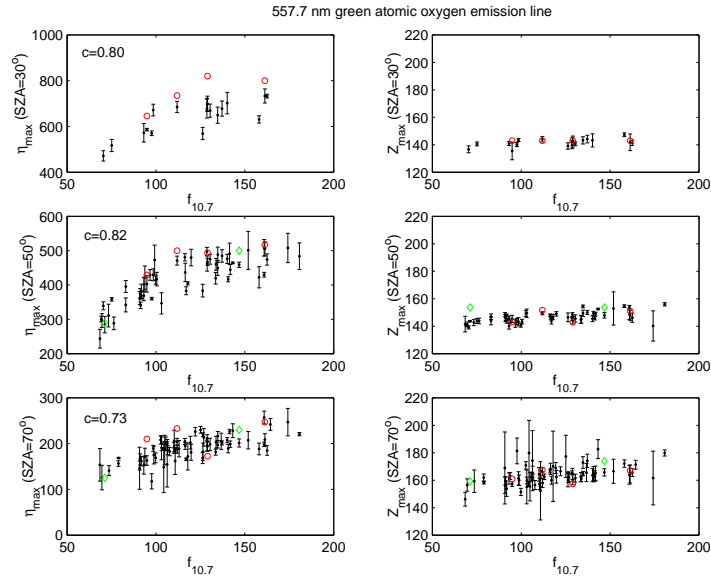 557.7 nm green atomic oxygen emission line
c=0.80
η_max (SZA=30°)
1000
800
600
400
50 100 150 200
f_10.7
Z_max (SZA=30°)
220
200
180
160
140
120
50 100 150 200
f_10.7
c=0.82
η_max (SZA=50°)
600
500
400
300
200
50 100 150 200
f_10.7
Z_max (SZA=50°)
220
200
180
160
140
120
50 100 150 200
f_10.7
c=0.73
η_max (SZA=70°)
300
200
100
0
50 100 150 200
f_10.7
Z_max (SZA=70°)
220
200
180
160
140
120
50 100 150 200
f_10.7